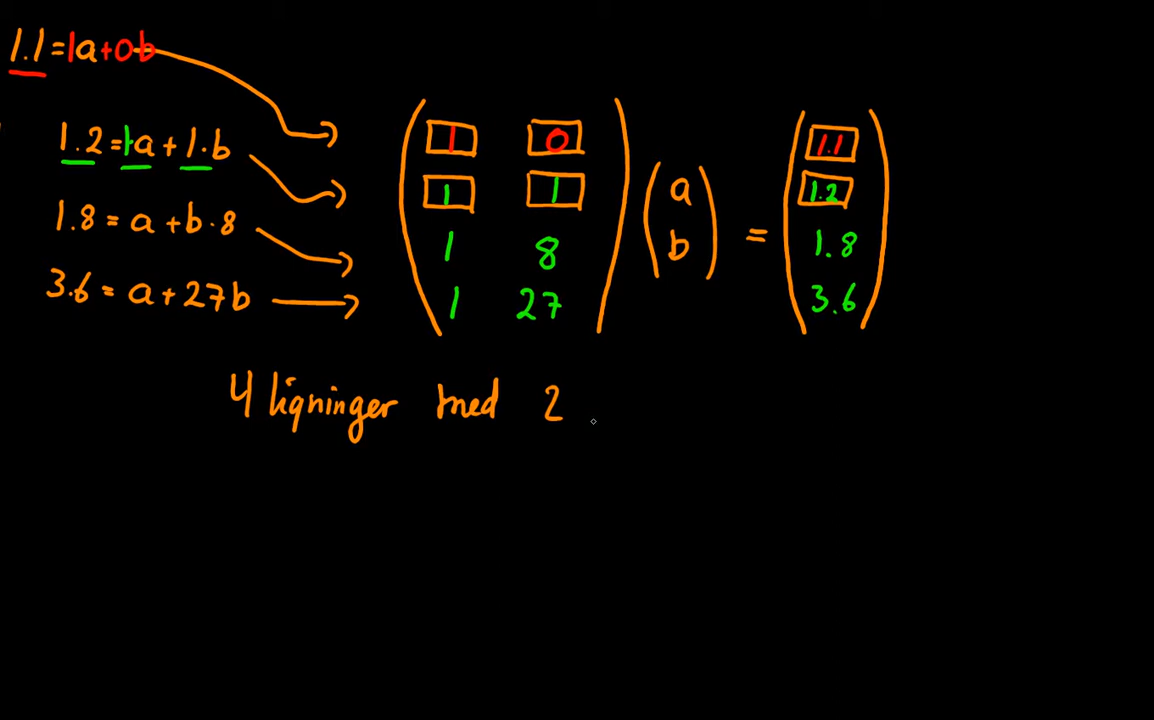 1.1 = 1a + 0b
1.2 = 1a + 1·b
1.8 = a + b·8
3.6 = a + 27b
1 0
1 1
1 8
1 27
a
b
=
1.1
1.2
1.8
3.6
4 ligninger med 2